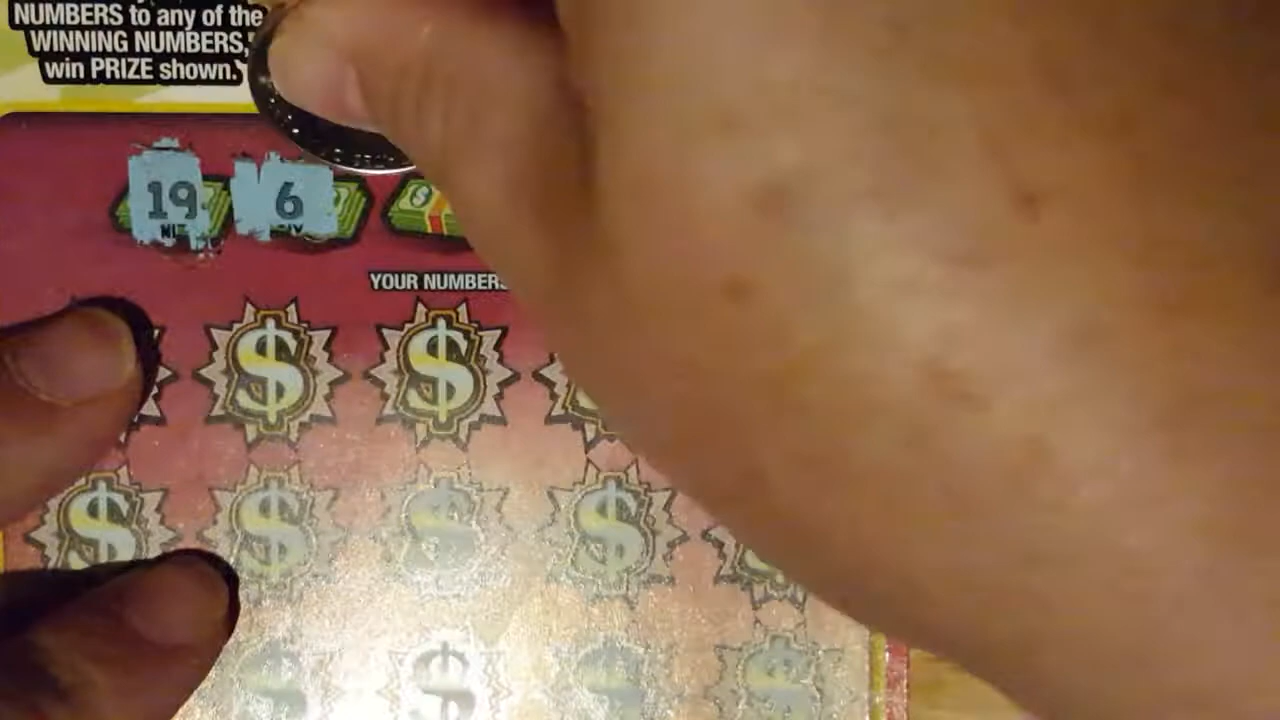 NUMBERS to any of the
WINNING NUMBERS,
win PRIZE shown.
19 6
YOUR NUMBERS
$ $
$ $ $ $
$ $ $ $